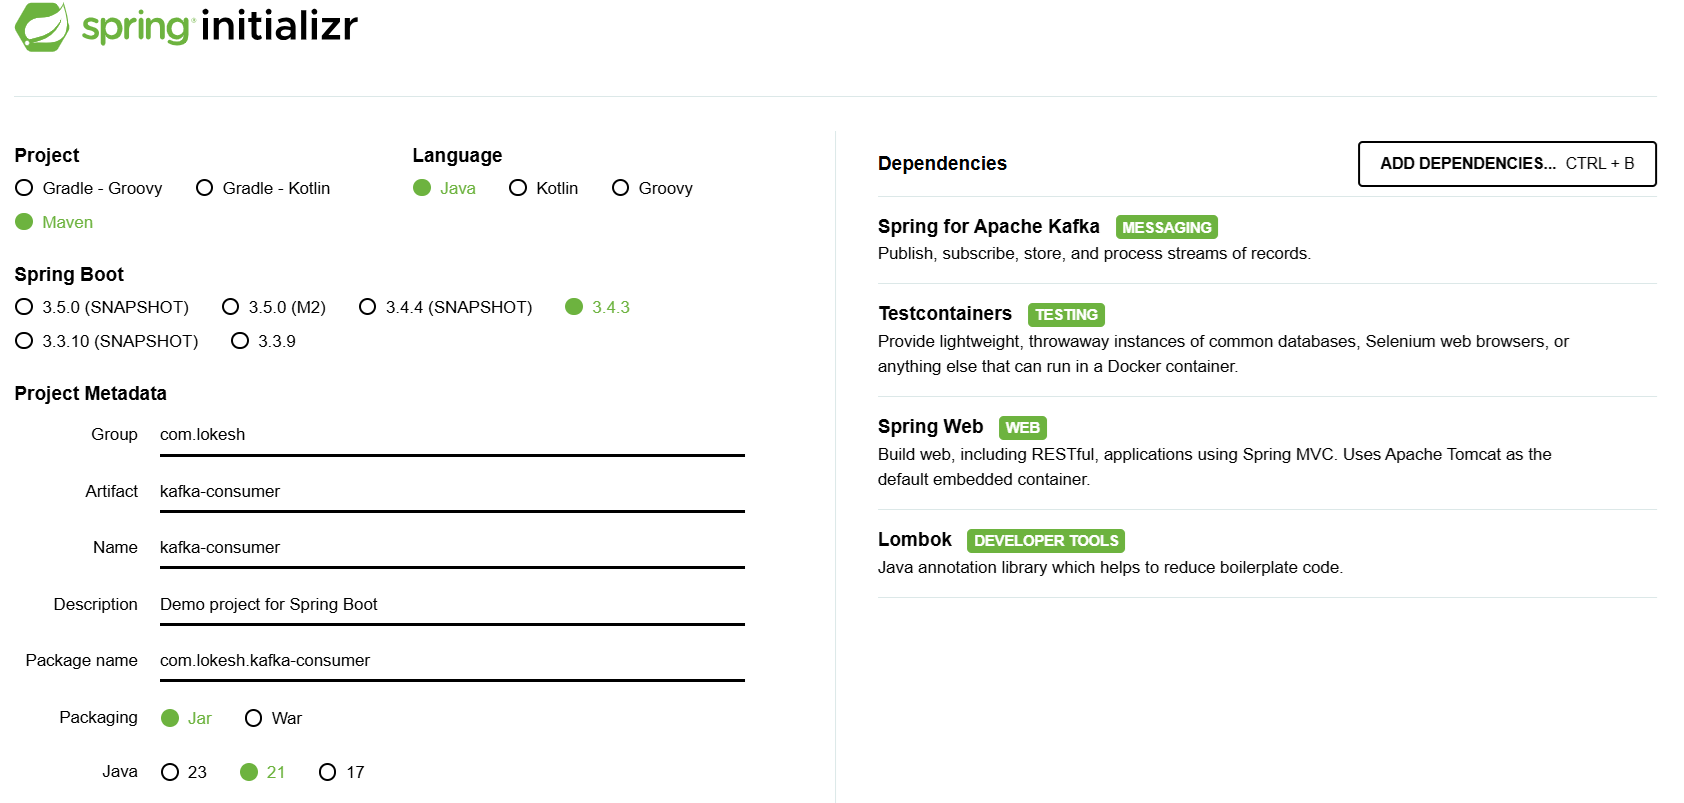 spring initializr
Project
Gradle - Groovy Gradle - Kotlin
Maven
Language
Java Kotlin Groovy
Spring Boot
3.5.0 (SNAPSHOT) 3.5.0 (M2) 3.4.4 (SNAPSHOT) 3.4.3
3.3.10 (SNAPSHOT) 3.3.9
Project Metadata
Group com.lokesh
Artifact kafka-consumer
Name kafka-consumer
Description Demo project for Spring Boot
Package name com.lokesh.kafka-consumer
Packaging Jar War
Java 23 21 17
Dependencies ADD DEPENDENCIES... CTRL + B
Spring for Apache Kafka MESSAGING
Publish, subscribe, store, and process streams of records.
Testcontainers TESTING
Provide lightweight, throwaway instances of common databases, Selenium web browsers, or
anything else that can run in a Docker container.
Spring Web WEB
Build web, including RESTful, applications using Spring MVC. Uses Apache Tomcat as the
default embedded container.
Lombok DEVELOPER TOOLS
Java annotation library which helps to reduce boilerplate code.